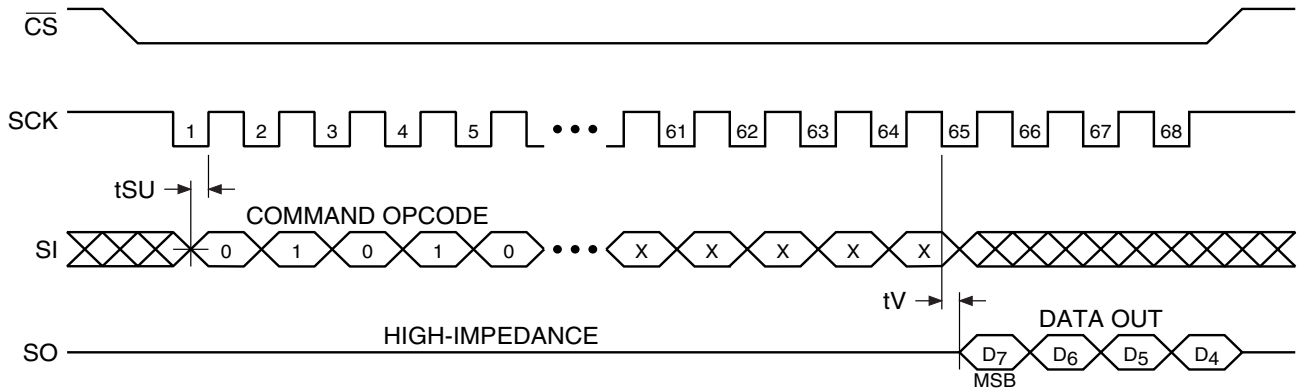 CS
SCK 1 2 3 4 5 ••• 61 62 63 64 65 66 67 68
tSU
COMMAND OPCODE
SI 0 1 0 1 0 ••• X X X X X
tV
HIGH-IMPEDANCE
DATA OUT
SO D7 D6 D5 D4
MSB